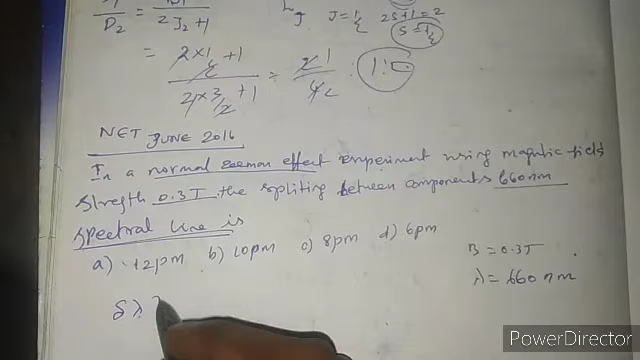 D2 = 2J2+1
J = 1/2 2S+1 = 2
S = 1/2
= 2×1/2 +1 / 2×3/2 +1 = 2/4 1:2
NET JUNE 2016
In a normal zeeman effect experiment using magnetic field
strength 0.3T the spliting between components 660nm
spectral line is
a) 12pm b) 10pm c) 8pm d) 6pm
B = 0.3T
λ = 660 nm
δλ
PowerDirector